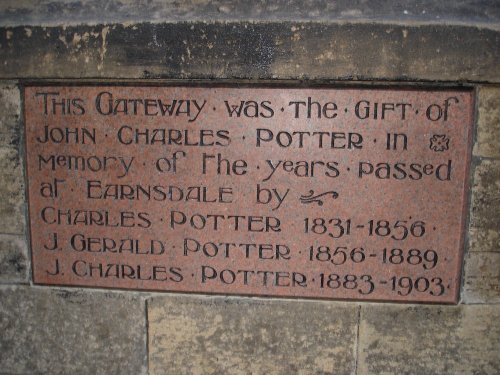 This Gateway · was · the · gift · of
John · Charles · Potter · in
memory · of · the · years · passed
at · Earnsdale · by
Charles · Potter · 1831-1856 ·
J. Gerald · Potter · 1856-1889 ·
J. Charles · Potter · 1883-1903 ·